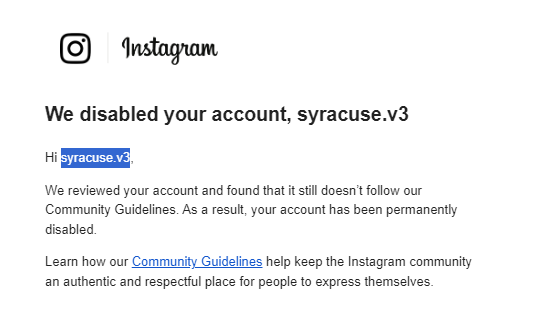 Instagram
We disabled your account, syracuse.v3
Hi syracuse.v3,
We reviewed your account and found that it still doesn't follow our
Community Guidelines. As a result, your account has been permanently
disabled.
Learn how our Community Guidelines help keep the Instagram community
an authentic and respectful place for people to express themselves.